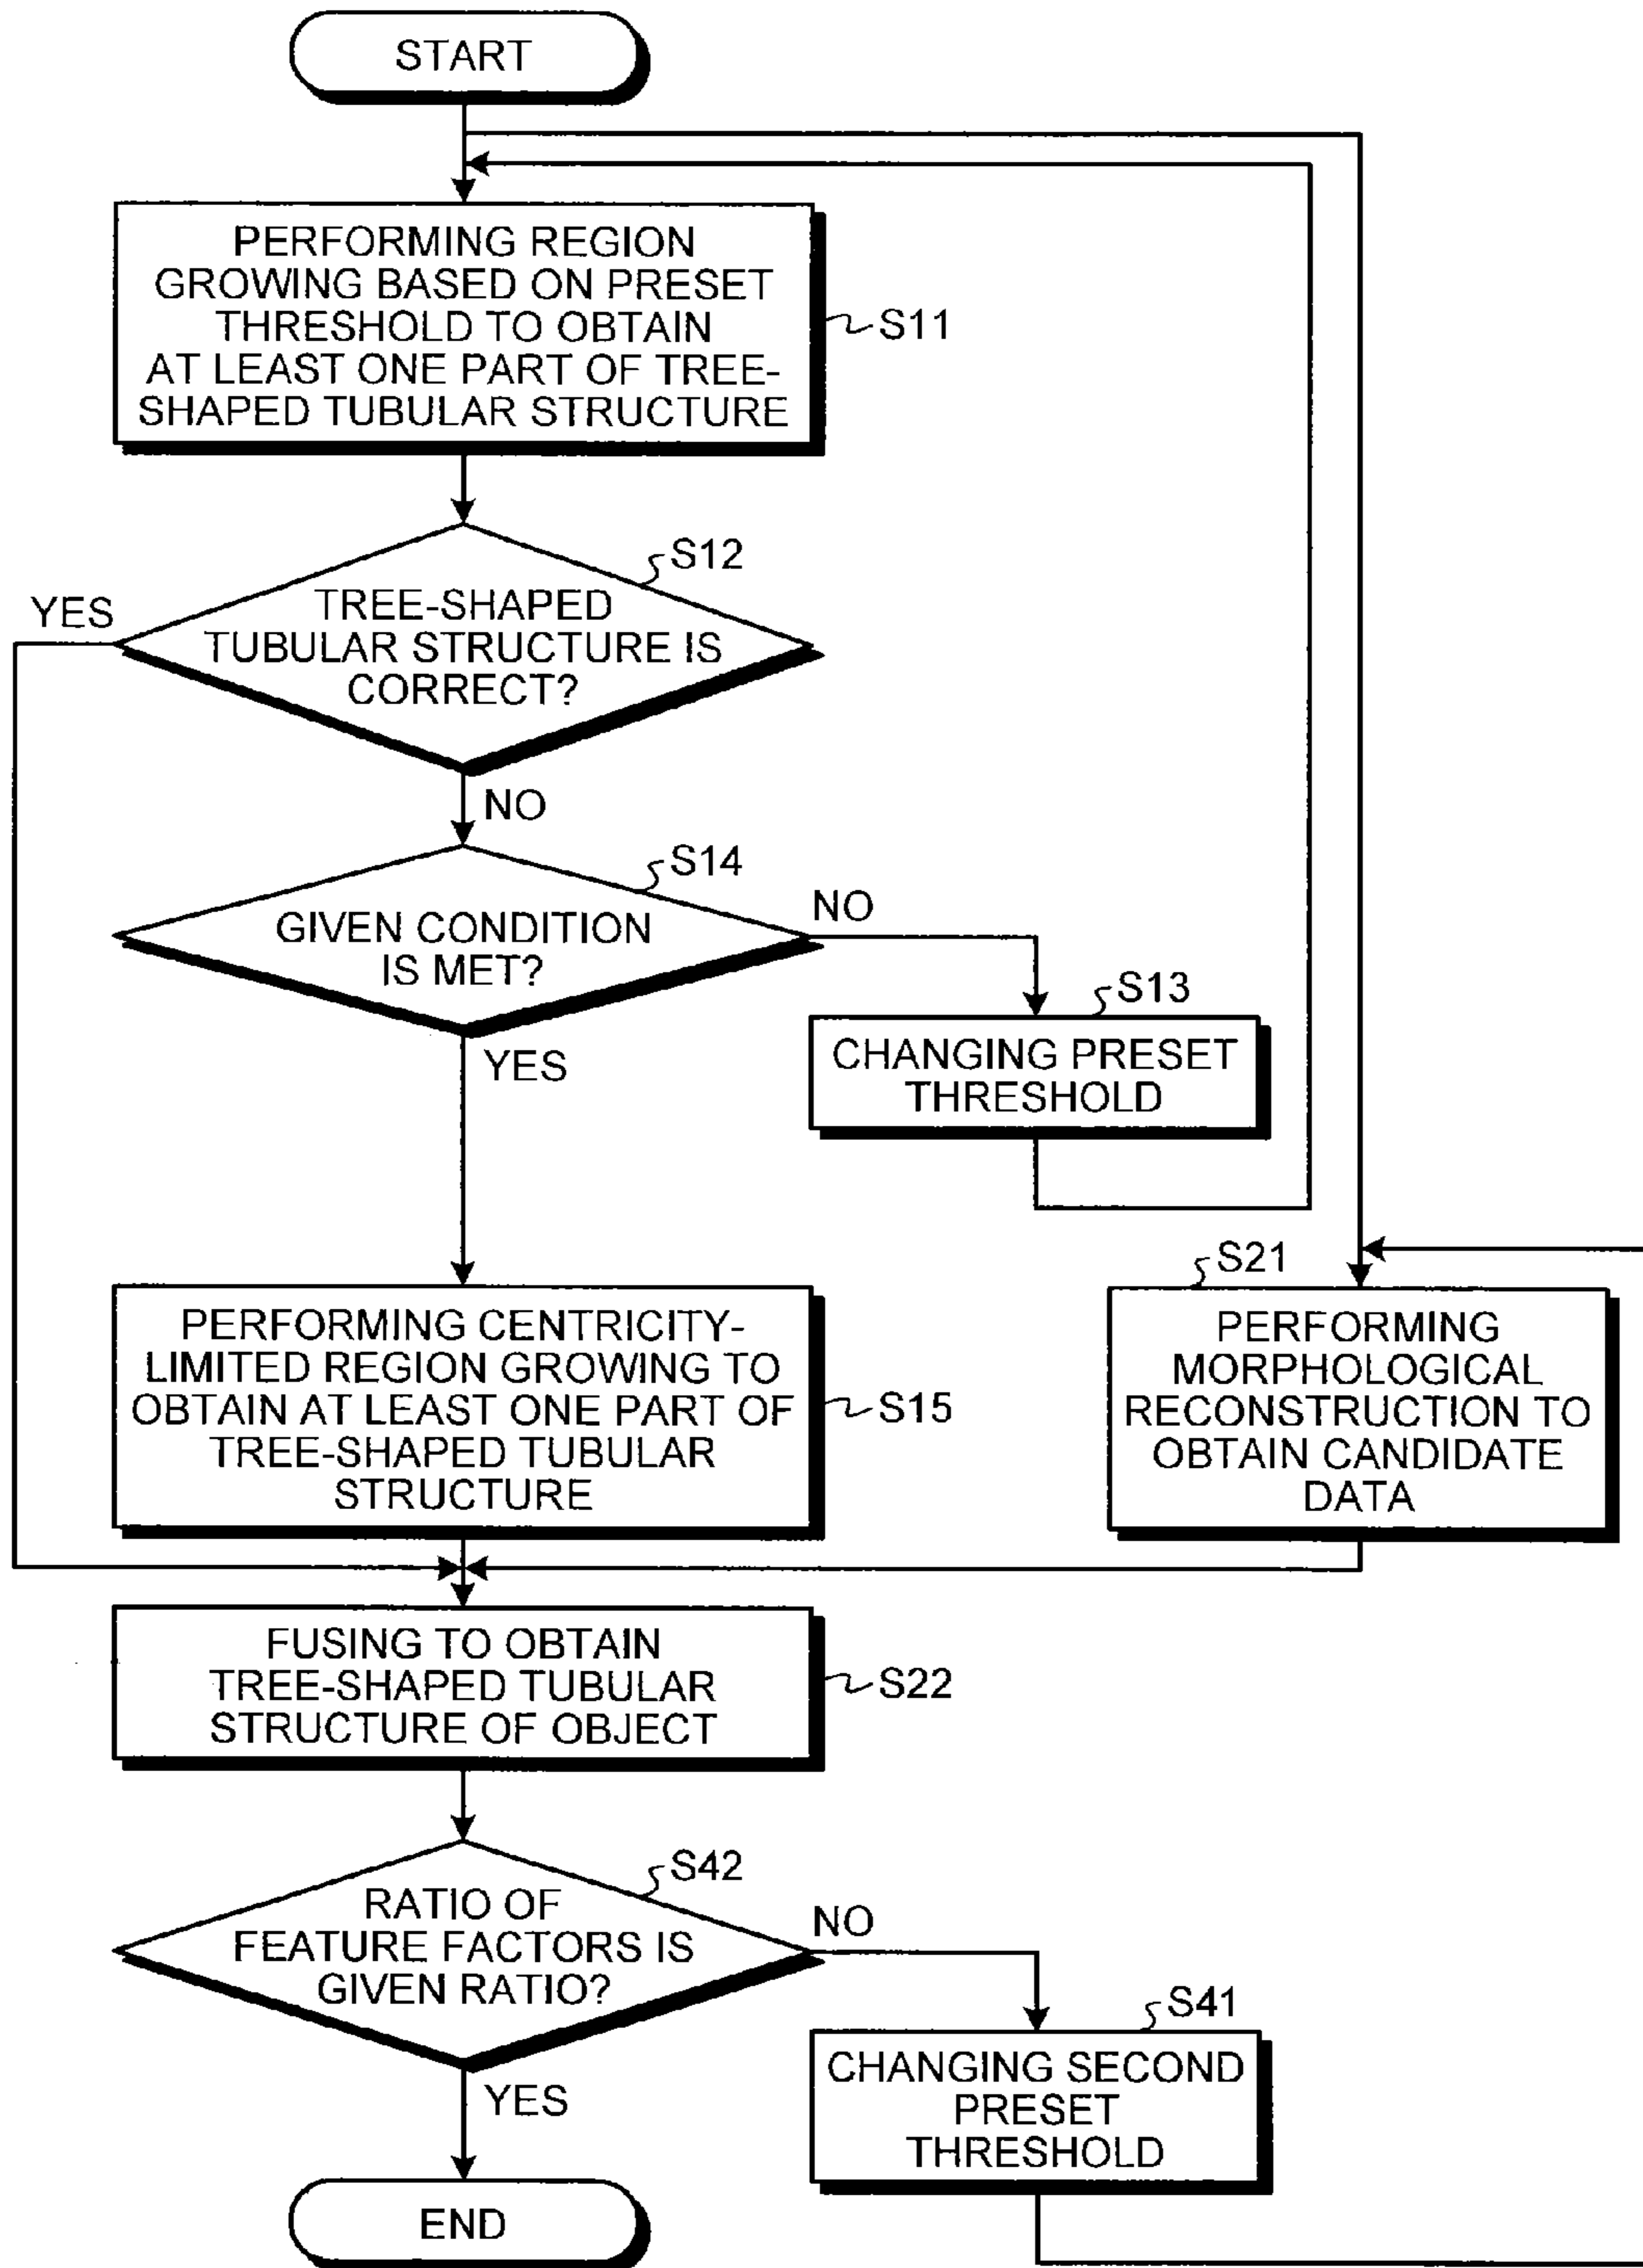 START
PERFORMING REGION
GROWING BASED ON PRESET
THRESHOLD TO OBTAIN
AT LEAST ONE PART OF TREE-
SHAPED TUBULAR STRUCTURE
S11
S12
YES
TREE-SHAPED
TUBULAR STRUCTURE IS
CORRECT?
NO
S14
NO
GIVEN CONDITION
IS MET?
YES
S13
CHANGING PRESET
THRESHOLD
PERFORMING CENTRICITY-
LIMITED REGION GROWING TO
OBTAIN AT LEAST ONE PART OF
TREE-SHAPED TUBULAR
STRUCTURE
S15
S21
PERFORMING
MORPHOLOGICAL
RECONSTRUCTION TO
OBTAIN CANDIDATE
DATA
FUSING TO OBTAIN
TREE-SHAPED TUBULAR
STRUCTURE OF OBJECT
S22
S42
RATIO OF
FEATURE FACTORS IS
GIVEN RATIO?
NO
YES
S41
CHANGING SECOND
PRESET
THRESHOLD
END